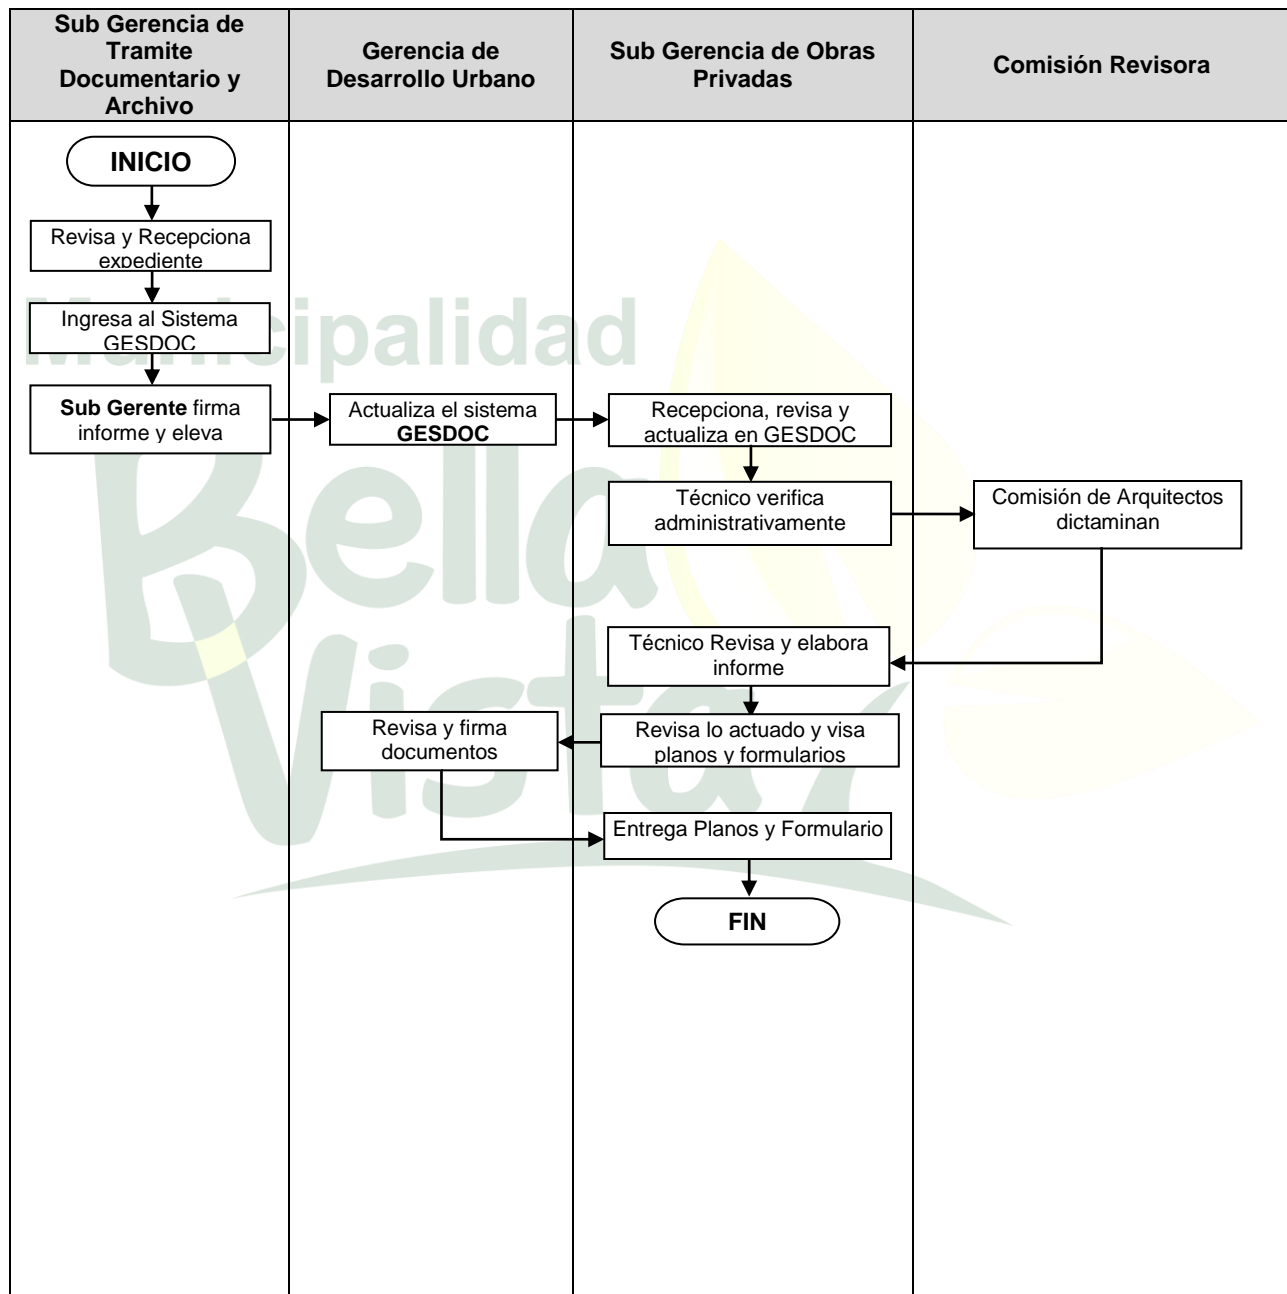 Sub Gerencia de
Tramite
Documentario y
Archivo
Gerencia de
Desarrollo Urbano
Sub Gerencia de Obras
Privadas
Comisión Revisora
INICIO
Revisa y Recepciona
expediente
Ingresa al Sistema
GESDOC
Sub Gerente firma
informe y eleva
Actualiza el sistema
GESDOC
Recepciona, revisa y
actualiza en GESDOC
Técnico verifica
administrativamente
Comisión de Arquitectos
dictaminan
Técnico Revisa y elabora
informe
Revisa lo actuado y visa
planos y formularios
Revisa y firma
documentos
Entrega Planos y Formulario
FIN
Municipalidad
Bella
Vista